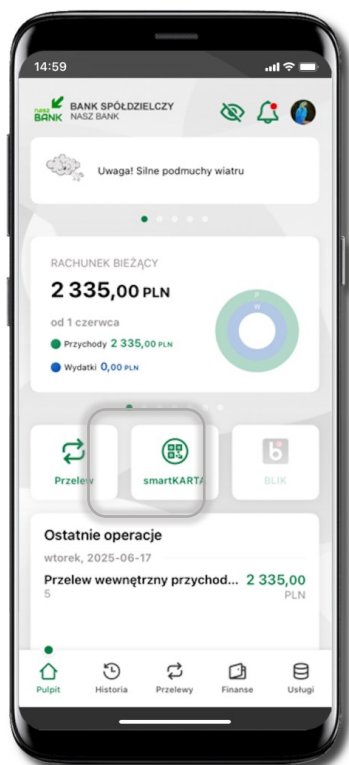 14:59
nasz BANK
BANK SPÓŁDZIELCZY
NASZ BANK
Uwaga! Silne podmuchy wiatru
RACHUNEK BIEŻĄCY
2 335,00 PLN
od 1 czerwca
Przychody 2 335,00 PLN
Wydatki 0,00 PLN
P
W
Przelew
smartKARTA
BLIK
Ostatnie operacje
wtorek, 2025-06-17
Przelew wewnętrzny przychod... 2 335,00
5 PLN
Pulpit Historia Przelewy Finanse Usługi